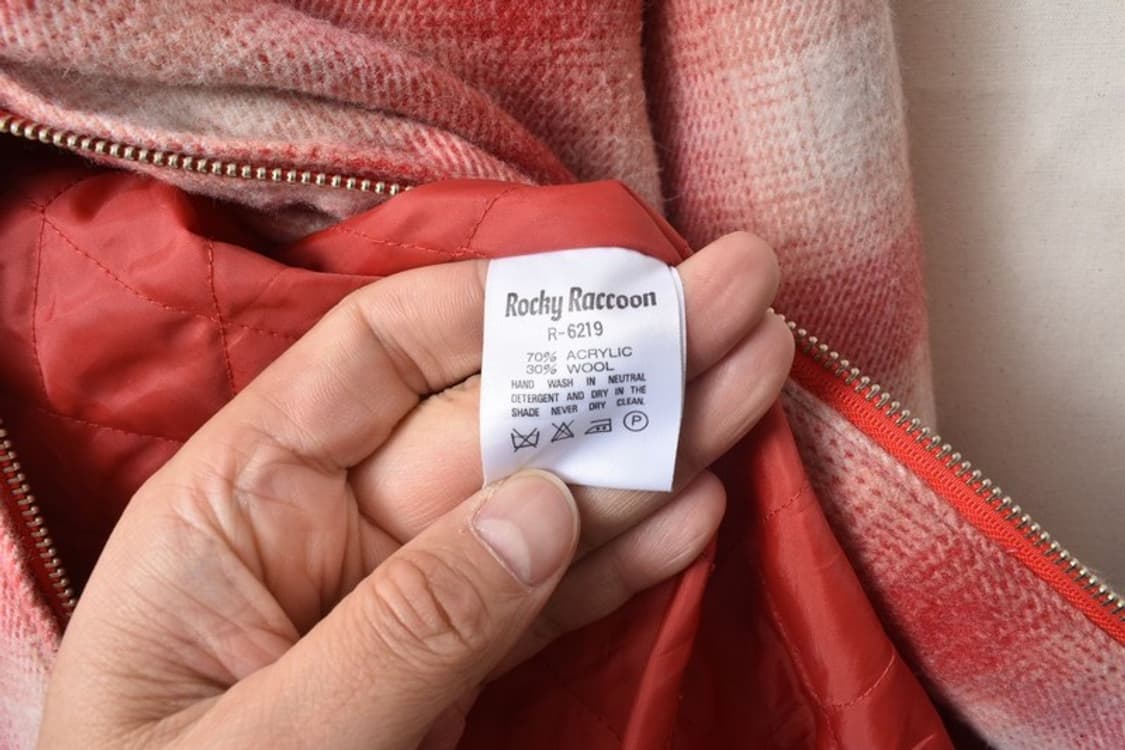 Rocky Raccoon
R-6219
70% ACRYLIC
30% WOOL
HAND WASH IN NEUTRAL
DETERGENT AND DRY IN THE
SHADE NEVER DRY CLEAN.
P